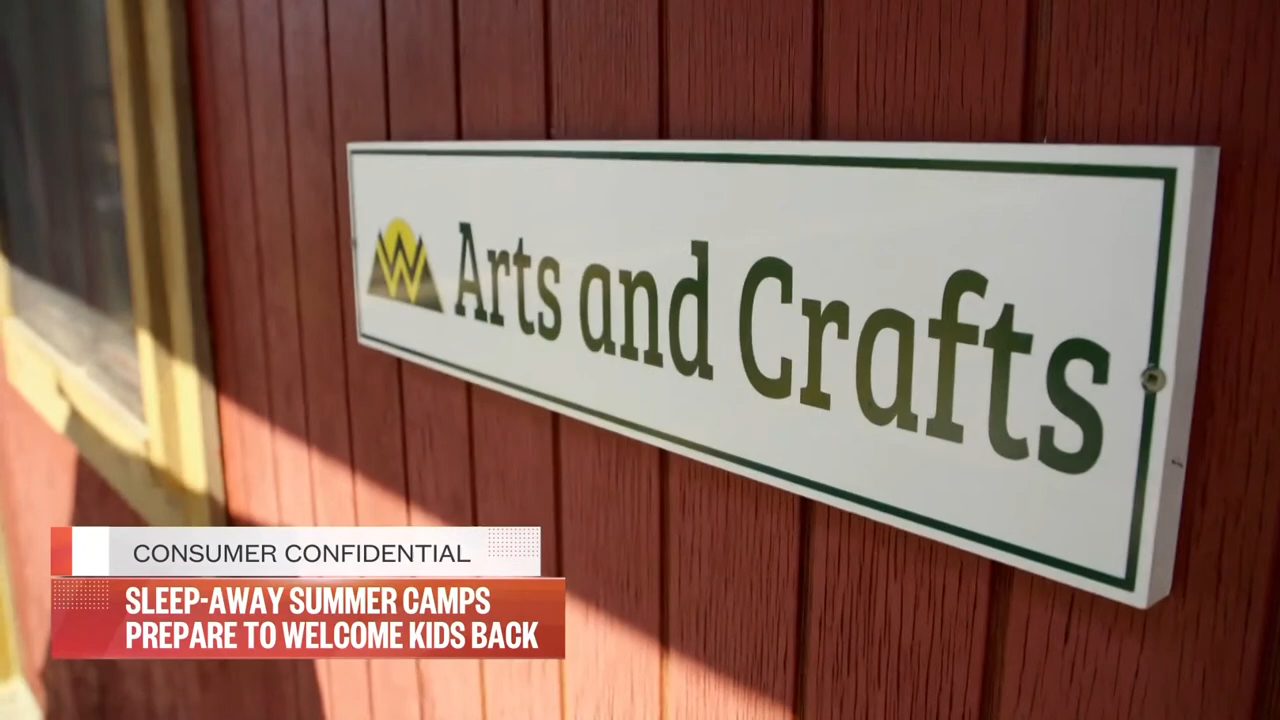 W Arts and Crafts
CONSUMER CONFIDENTIAL
SLEEP-AWAY SUMMER CAMPS
PREPARE TO WELCOME KIDS BACK